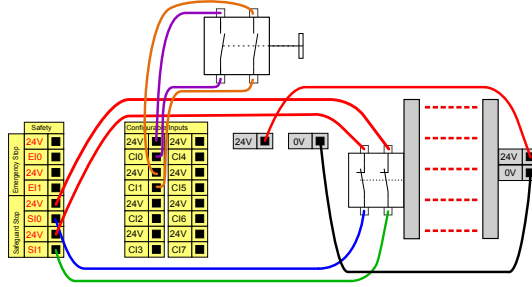 Safety
Emergency Stop
24V
EI0
24V
EI1
Safeguard Stop
24V
SI0
24V
SI1
Configurable Inputs
24V 24V
CI0 CI4
24V 24V
CI1 CI5
24V 24V
CI2 CI6
24V 24V
CI3 CI7
24V
0V
24V
0V